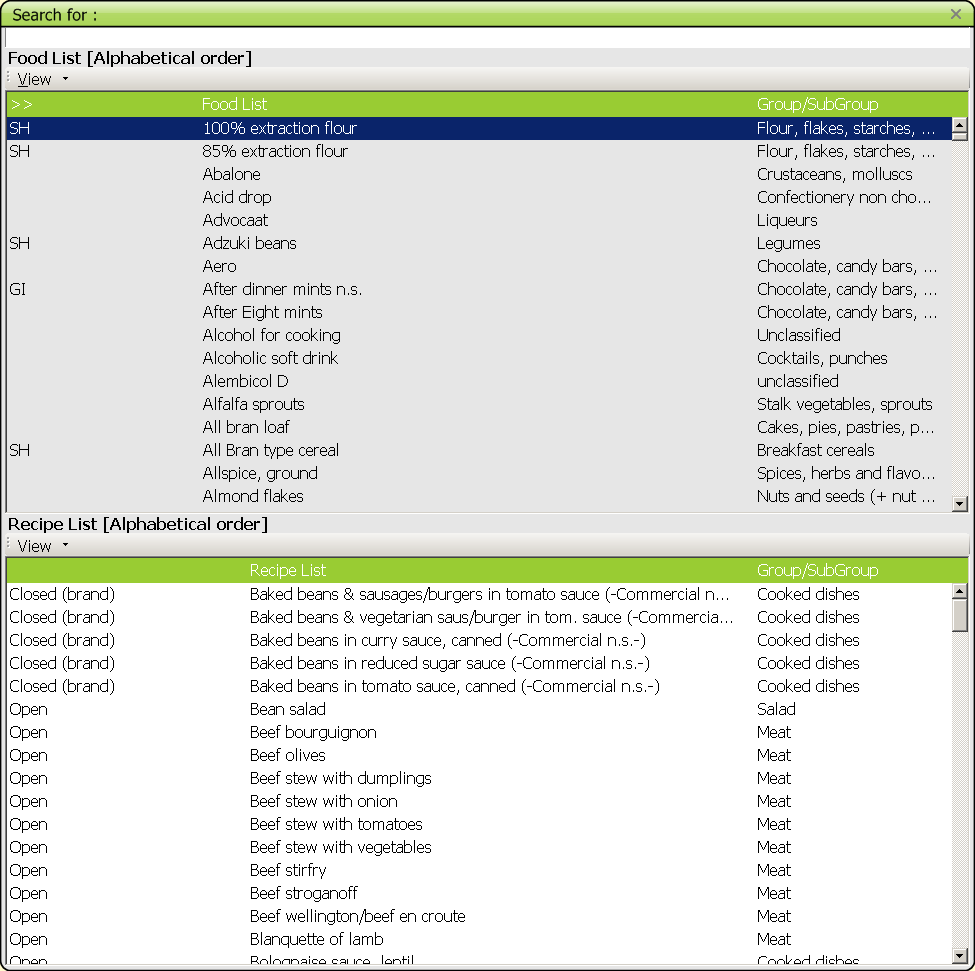 Search for :
Food List [Alphabetical order]
View
>> Food List Group/SubGroup
SH 100% extraction flour Flour, flakes, starches, ...
SH 85% extraction flour Flour, flakes, starches, ...
Abalone Crustaceans, molluscs
Acid drop Confectionery non cho...
Advocaat Liqueurs
SH Adzuki beans Legumes
Aero Chocolate, candy bars, ...
GI After dinner mints n.s. Chocolate, candy bars, ...
After Eight mints Chocolate, candy bars, ...
Alcohol for cooking Unclassified
Alcoholic soft drink Cocktails, punches
Alembicol D unclassified
Alfalfa sprouts Stalk vegetables, sprouts
All bran loaf Cakes, pies, pastries, p...
SH All Bran type cereal Breakfast cereals
Allspice, ground Spices, herbs and flavo...
Almond flakes Nuts and seeds (+ nut ...
Recipe List [Alphabetical order]
View
Recipe List Group/SubGroup
Closed (brand) Baked beans & sausages/burgers in tomato sauce (-Commercial n... Cooked dishes
Closed (brand) Baked beans & vegetarian saus/burger in tom. sauce (-Commercia... Cooked dishes
Closed (brand) Baked beans in curry sauce, canned (-Commercial n.s.-) Cooked dishes
Closed (brand) Baked beans in reduced sugar sauce (-Commercial n.s.-) Cooked dishes
Closed (brand) Baked beans in tomato sauce, canned (-Commercial n.s.-) Cooked dishes
Open Bean salad Salad
Open Beef bourguignon Meat
Open Beef olives Meat
Open Beef stew with dumplings Meat
Open Beef stew with onion Meat
Open Beef stew with tomatoes Meat
Open Beef stew with vegetables Meat
Open Beef stirfry Meat
Open Beef stroganoff Meat
Open Beef wellington/beef en croute Meat
Open Blanquette of lamb Meat
Open Bolognaise sauce, lentil Cooked dishes